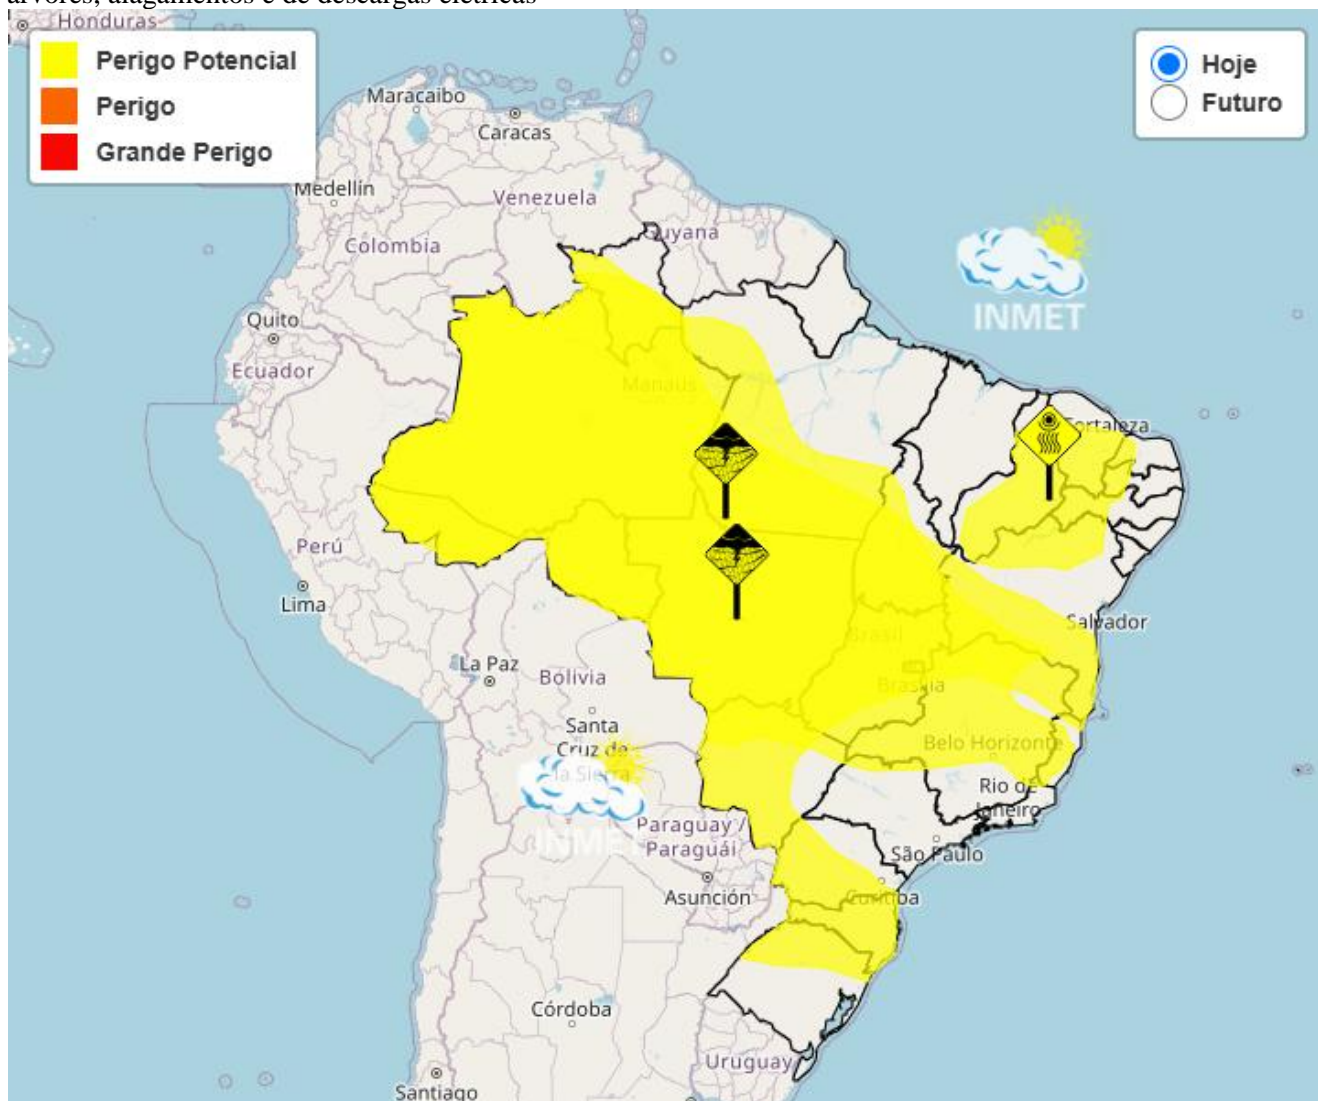 árvores, alagamentos e de descargas elétricas
Honduras
Perigo Potencial
Perigo
Grande Perigo
Hoje
Futuro
Maracaibo
Caracas
Medellín
Venezuela
Guyana
Colombia
INMET
Quito
Ecuador
Manaus
Fortaleza
Perú
Lima
Salvador
Brasil
La Paz
Bolivia
Brasília
Santa
Cruz de
la Sierra
Belo Horizonte
Rio de
Janeiro
INMET
Paraguay /
Paraguái
São Paulo
Asunción
Curitiba
Córdoba
Uruguay
Santiago